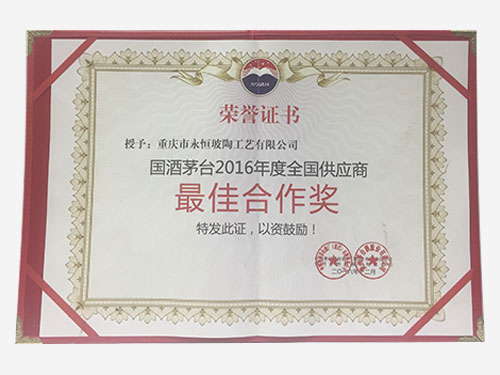 荣誉证书
授予：重庆市永恒玻陶工艺有限公司
国酒茅台2016年度全国供应商
最佳合作奖
特发此证，以资鼓励！